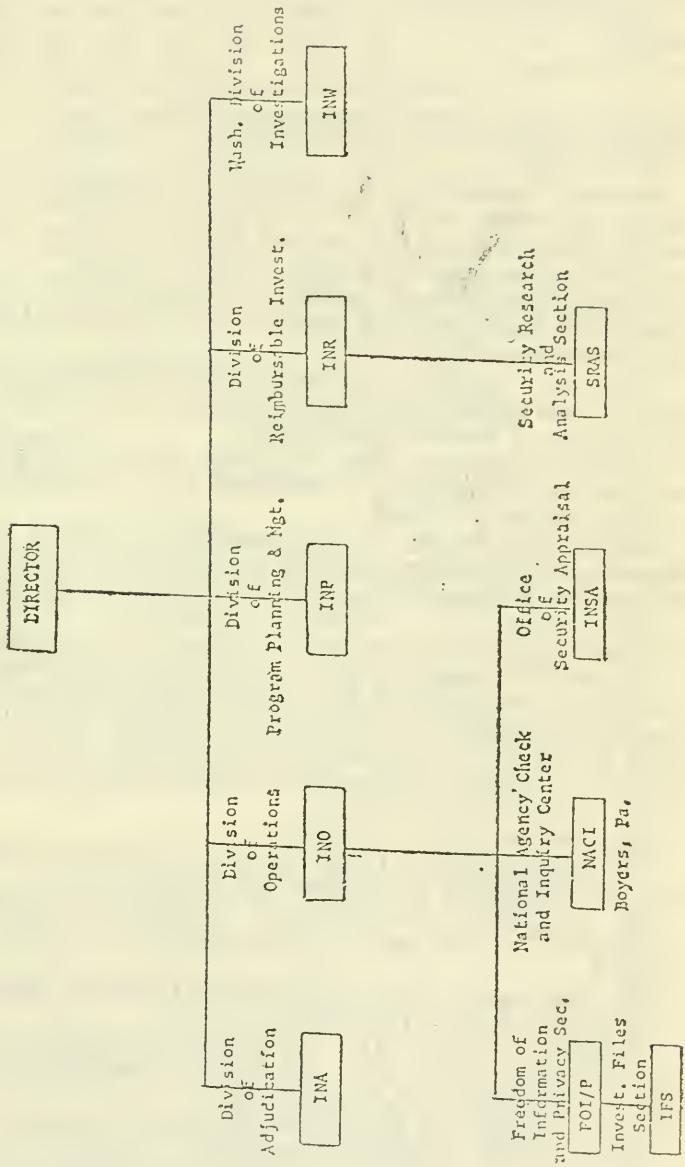 DIRECTOR
Division
of
Adjudication
INA
Division
of
Operations
INO
Division
of
Program Planning & Mgt.
INP
Division
of
Reimbursable Invest.
INR
Wash. Division
of
Investigations
INW
Freedom of
Information
and Privacy Sec.
FOI/P
Invest. Files
Section
IFS
National Agency Check
and Inquiry Center
NACI
Boyers, Pa.
Office
of
Security Appraisal
INSA
Security Research
and
Analysis Section
SRAS